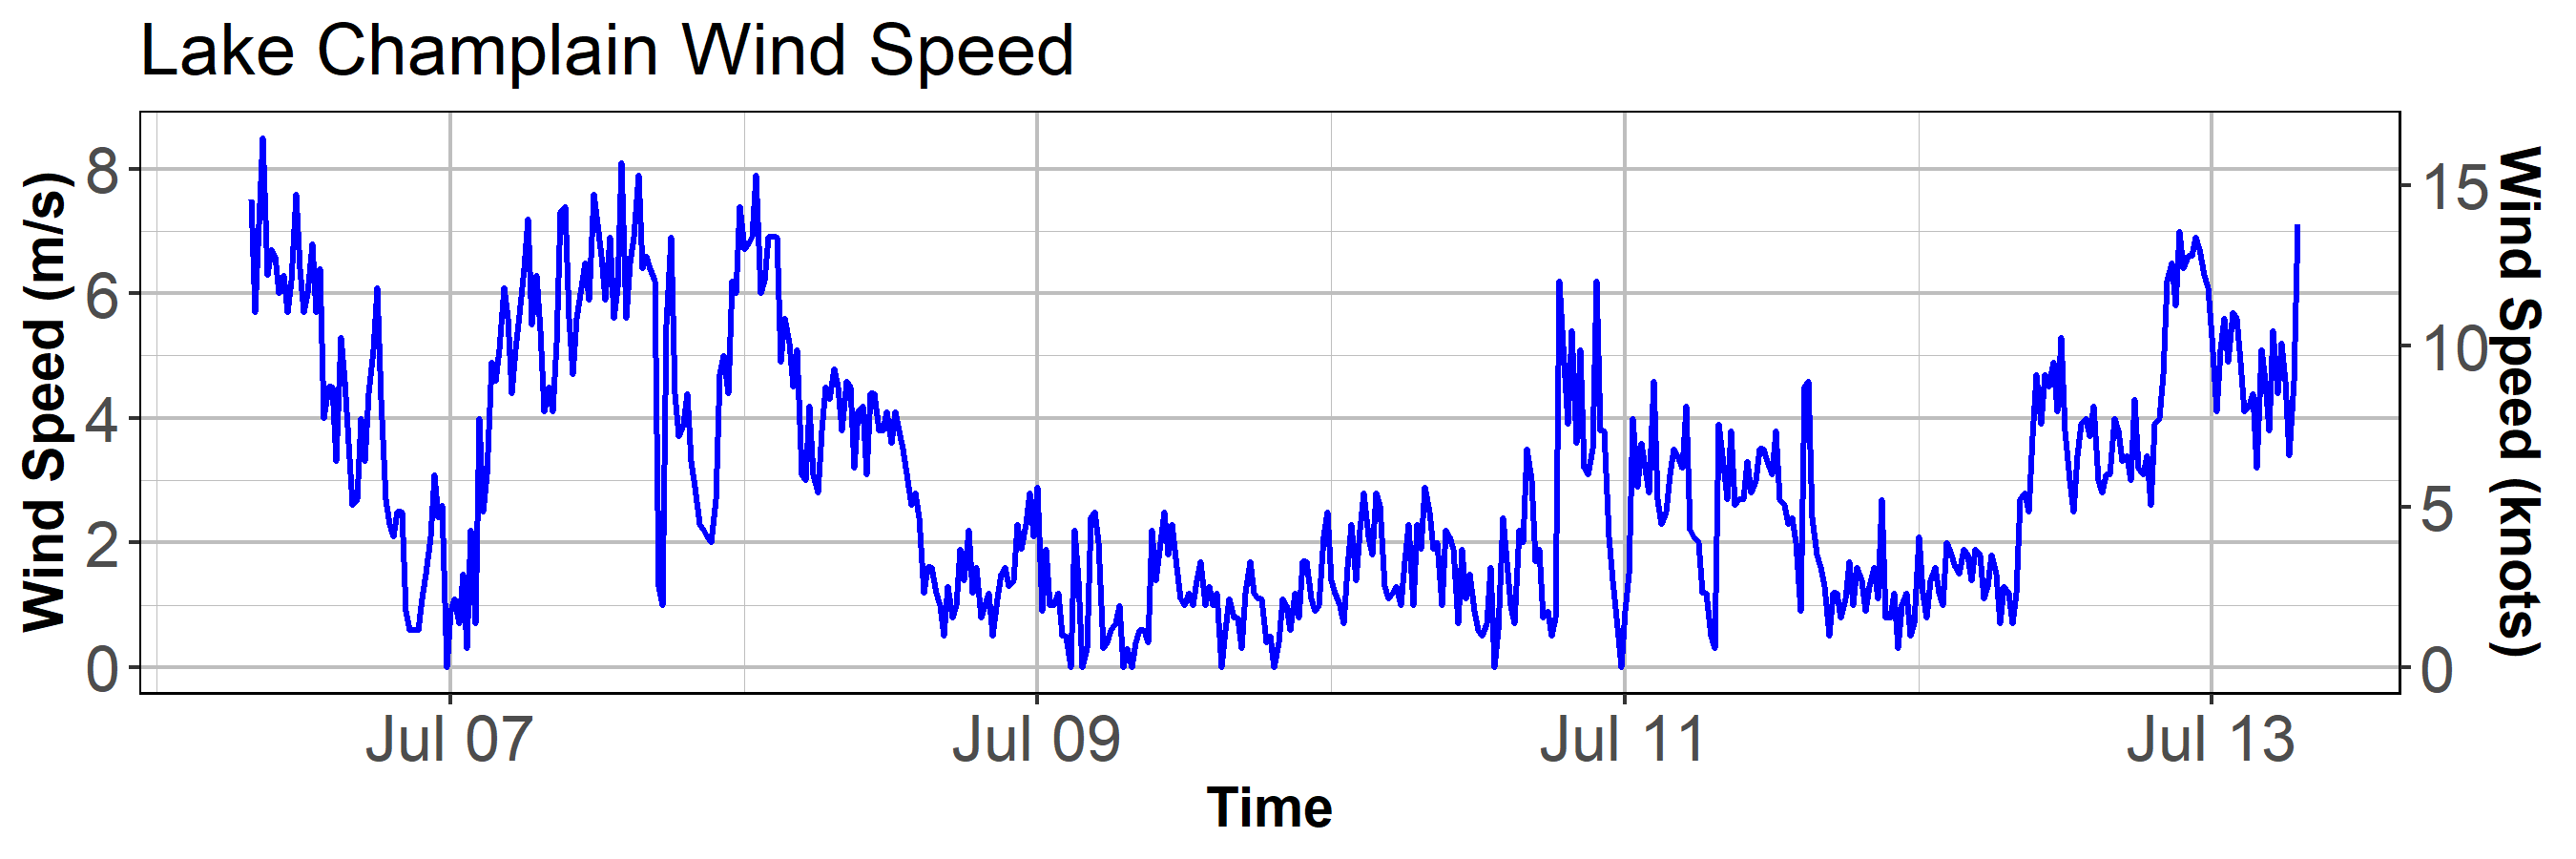 Lake Champlain Wind Speed
Wind Speed (m/s)
8
6
4
2
0
15
10
5
0
Wind Speed (knots)
Jul 07
Jul 09
Jul 11
Jul 13
Time